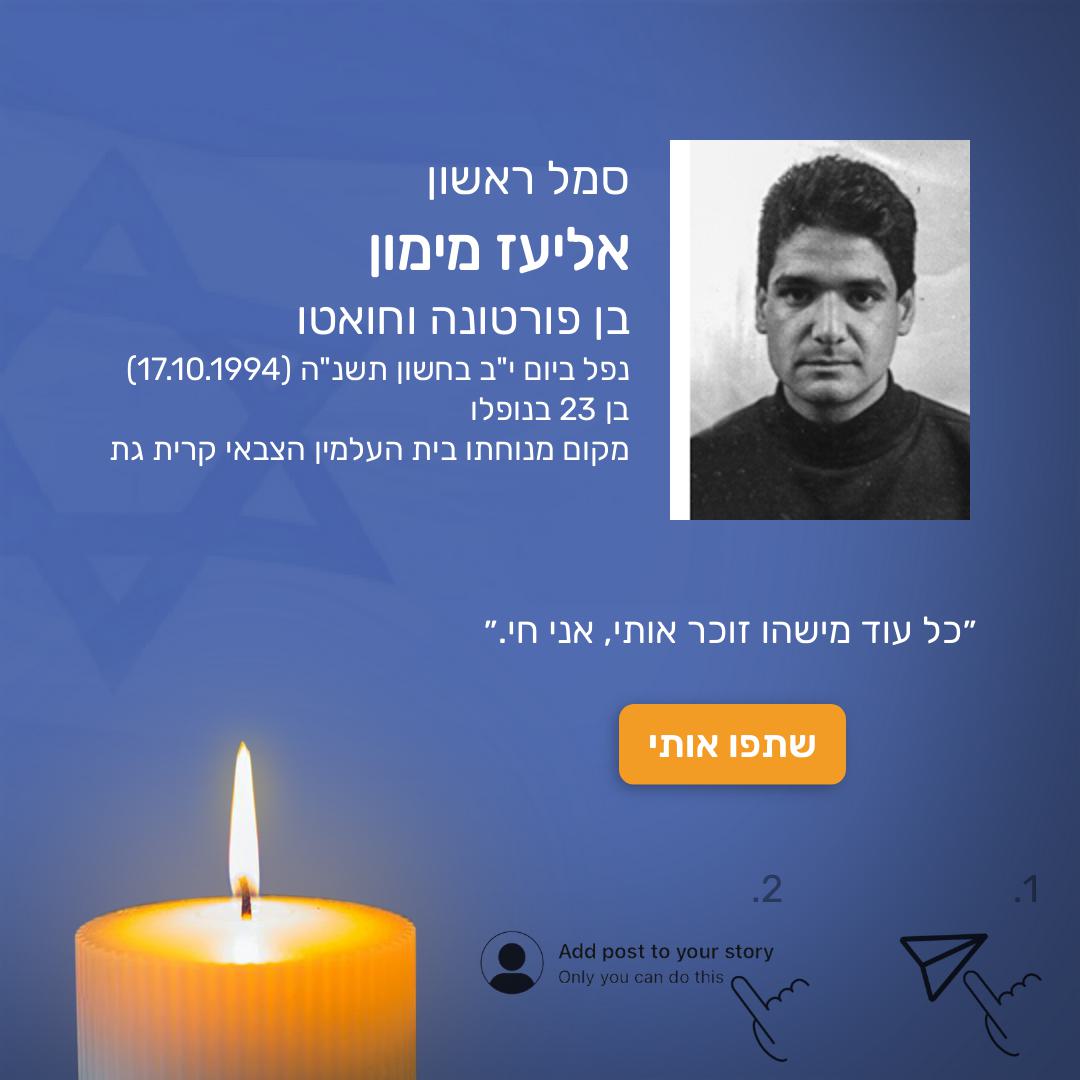 סמל ראשון
אליעז מימון
בן פורטונה וחואטו
נפל ביום י"ב בחשון תשנ"ה (17.10.1994)
בן 23 בנופלו
מקום מנוחתו בית העלמין הצבאי קרית גת
״כל עוד מישהו זוכר אותי, אני חי.״
שתפו אותי
1.
2.
Add post to your story
Only you can do this